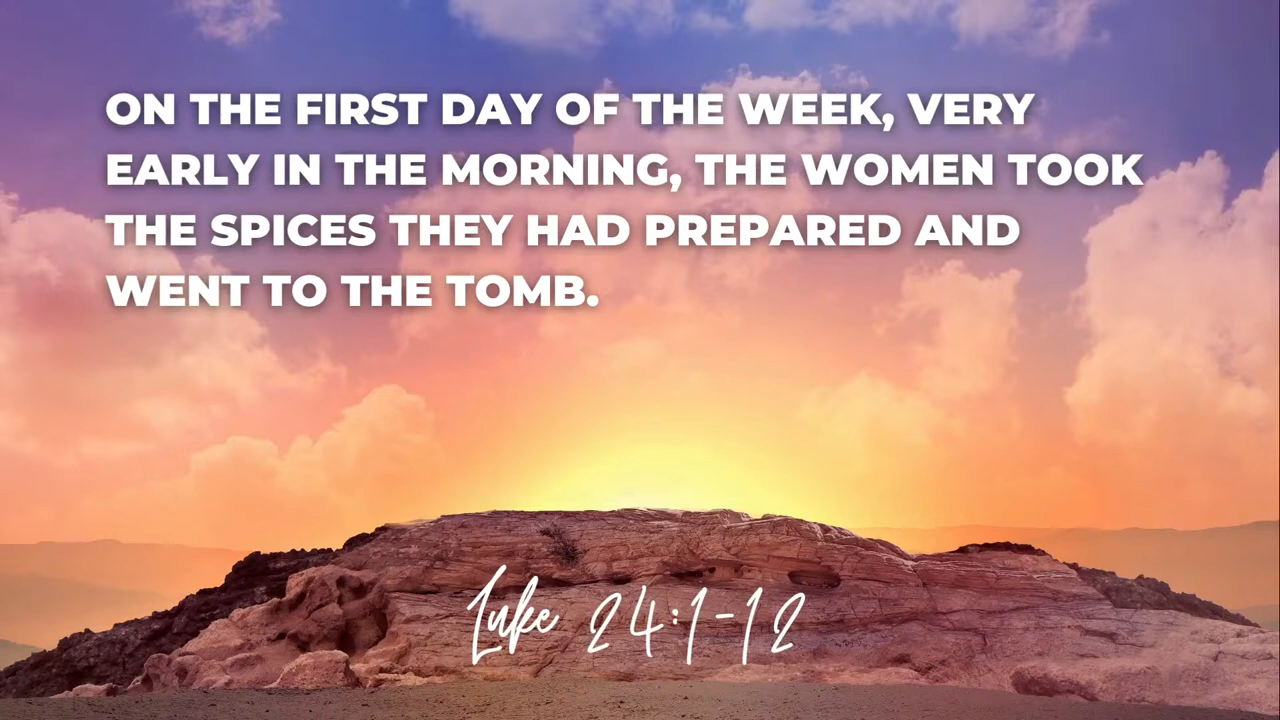 ON THE FIRST DAY OF THE WEEK, VERY
EARLY IN THE MORNING, THE WOMEN TOOK
THE SPICES THEY HAD PREPARED AND
WENT TO THE TOMB.
Luke 24:1-12